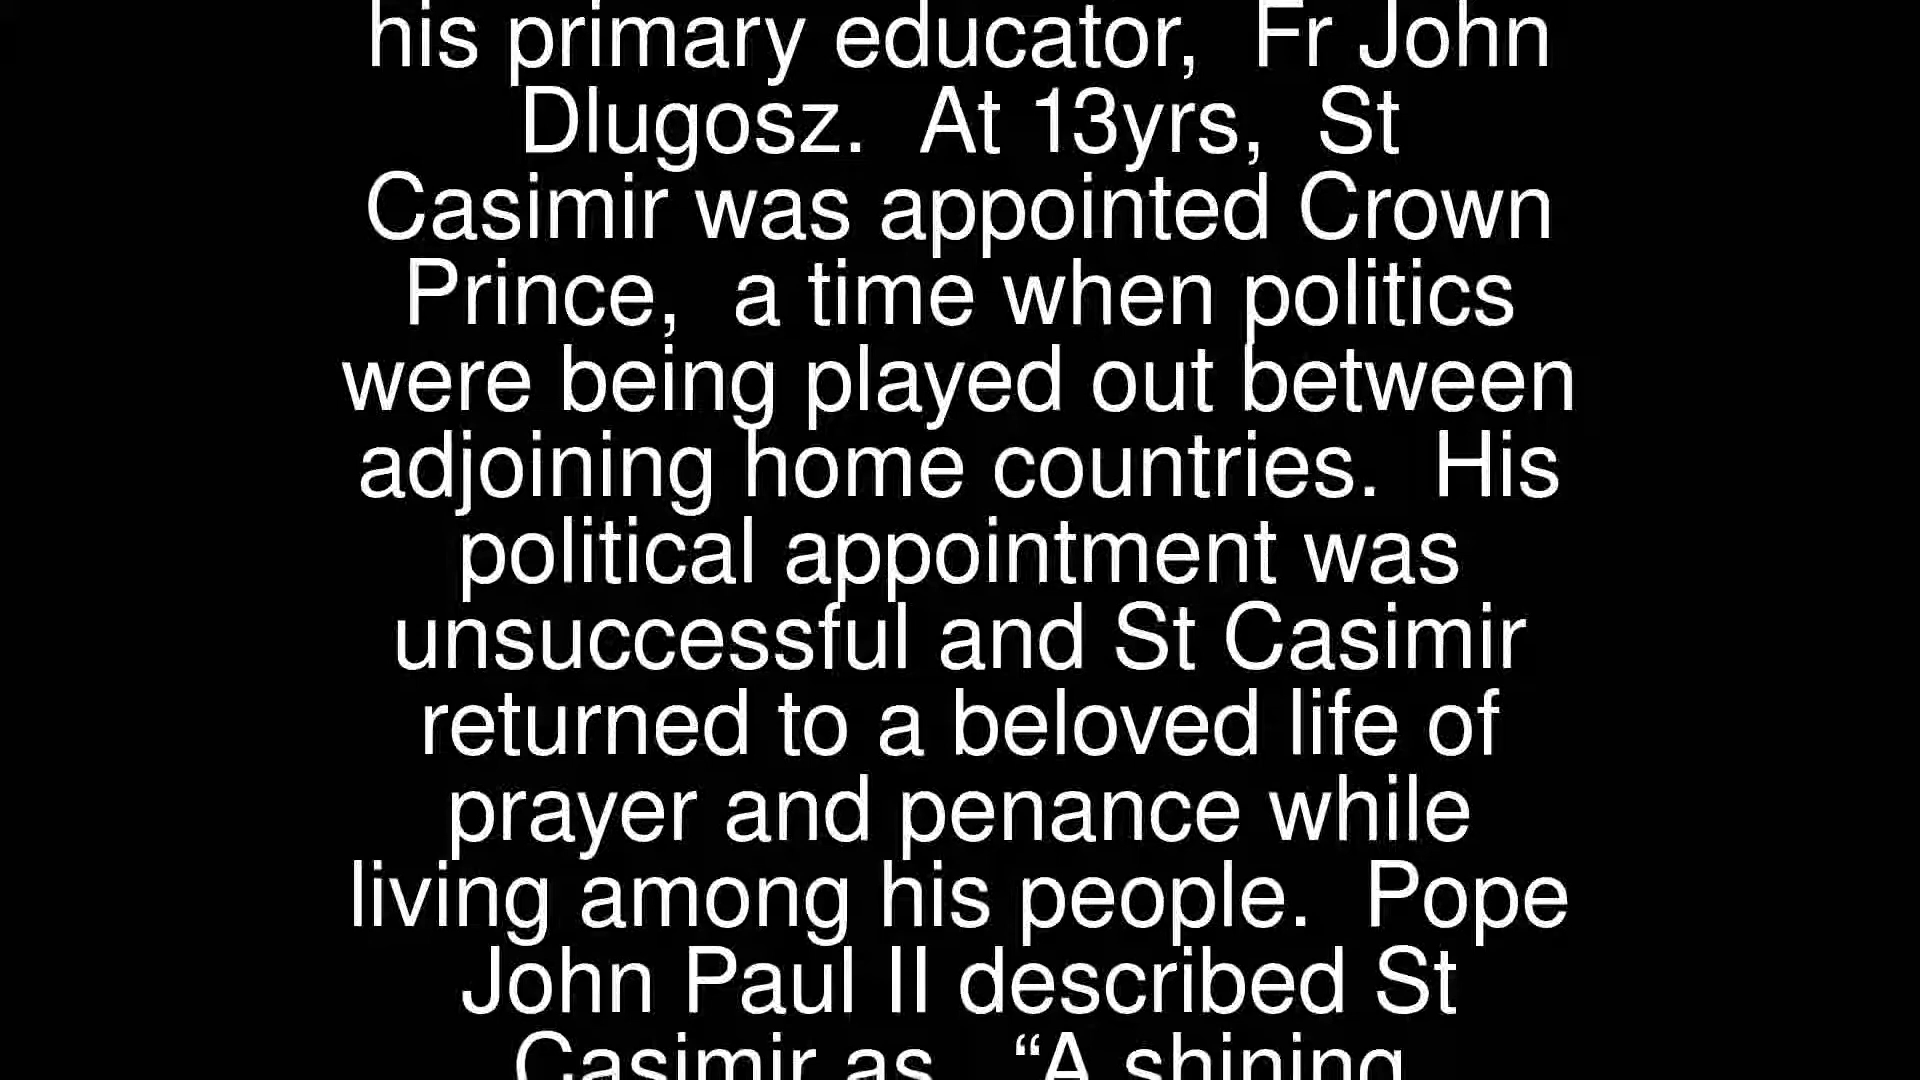 his primary educator,  Fr John
Dlugosz.  At 13yrs,  St
Casimir was appointed Crown
Prince,  a time when politics
were being played out between
adjoining home countries.  His
political appointment was
unsuccessful and St Casimir
returned to a beloved life of
prayer and penance while
living among his people.  Pope
John Paul II described St
Casimir as   “A shining